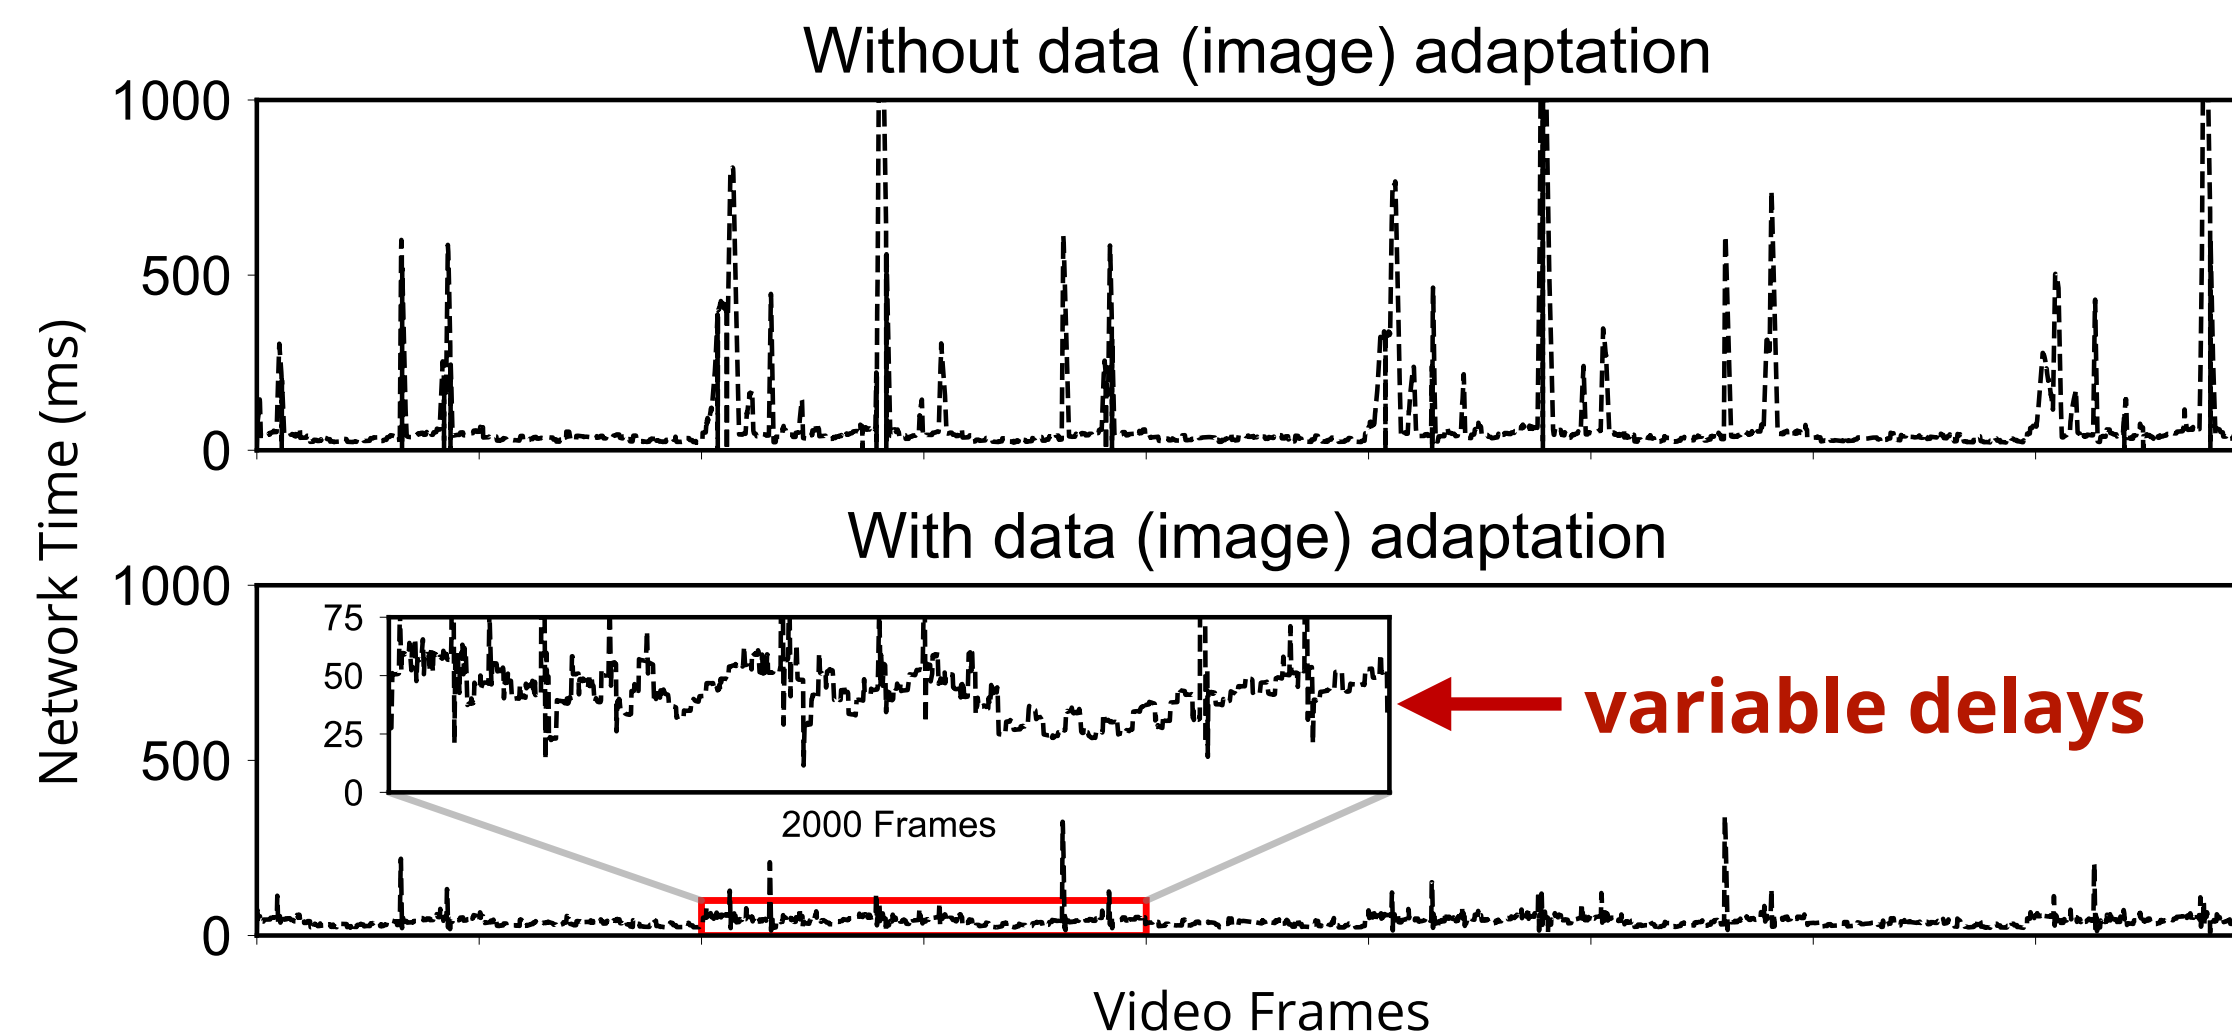 Without data (image) adaptation
1000
500
0
Network Time (ms)
With data (image) adaptation
1000
500
0
75
50
25
0
2000 Frames
variable delays
Video Frames